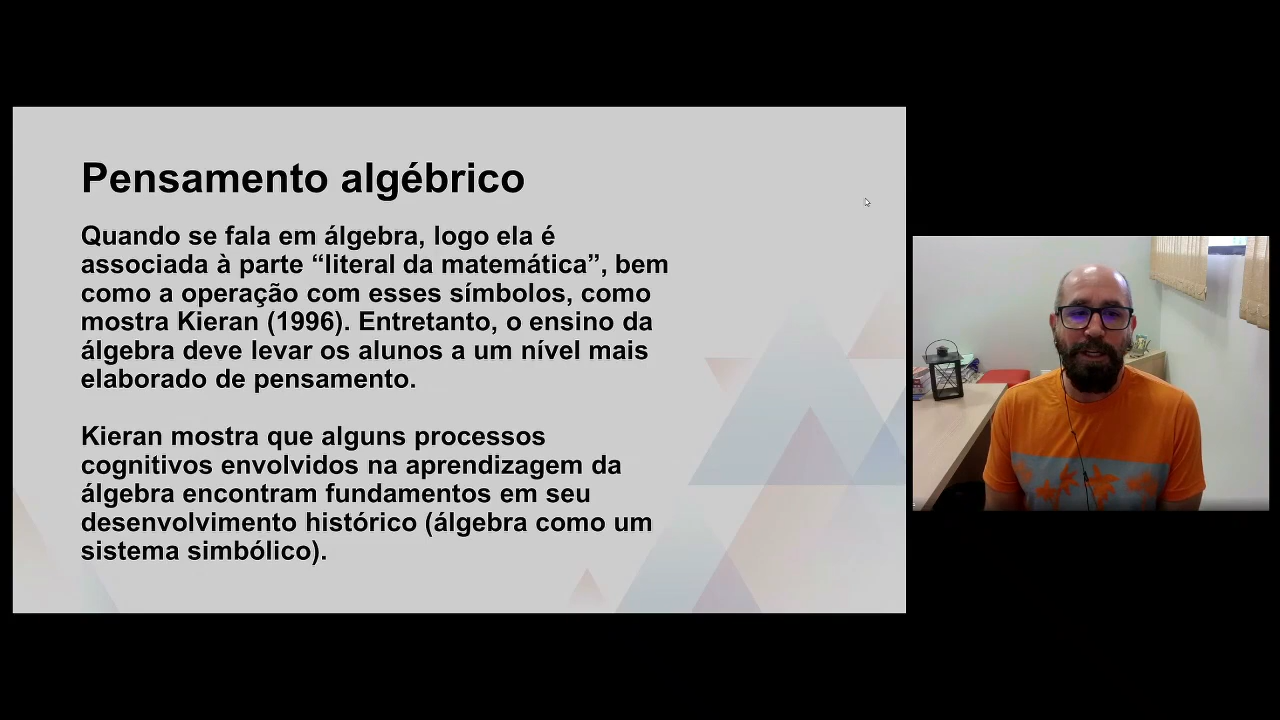 Pensamento algébrico
Quando se fala em álgebra, logo ela é
associada à parte “literal da matemática”, bem
como a operação com esses símbolos, como
mostra Kieran (1996). Entretanto, o ensino da
álgebra deve levar os alunos a um nível mais
elaborado de pensamento.
Kieran mostra que alguns processos
cognitivos envolvidos na aprendizagem da
álgebra encontram fundamentos em seu
desenvolvimento histórico (álgebra como um
sistema simbólico).